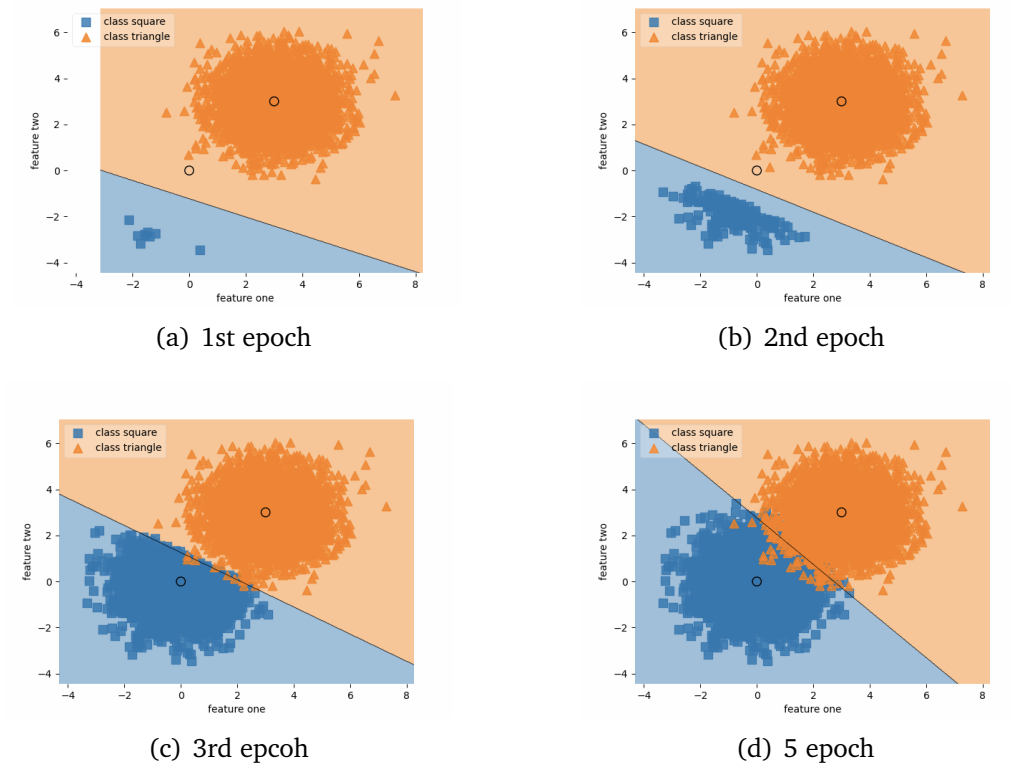 class square
class triangle
6
4
2
0
−2
−4
feature two
−4
−2
0
2
4
6
8
feature one
(a) 1st epoch
class square
class triangle
6
4
2
0
−2
−4
feature two
−4
−2
0
2
4
6
8
feature one
(b) 2nd epoch
class square
class triangle
6
4
2
0
−2
−4
feature two
−4
−2
0
2
4
6
8
feature one
(c) 3rd epcoh
class square
class triangle
6
4
2
0
−2
−4
feature two
−4
−2
0
2
4
6
8
feature one
(d) 5 epoch